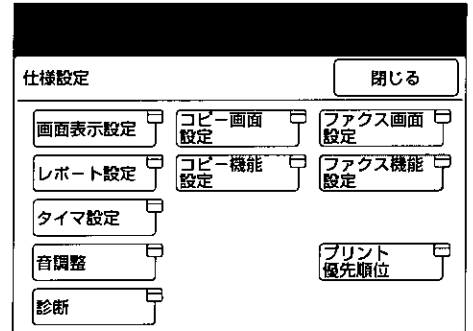 仕様設定
閉じる
画面表示設定
コピー画面
設定
ファクス画面
設定
レポート設定
コピー機能
設定
ファクス機能
設定
タイマ設定
音調整
プリント
優先順位
診断